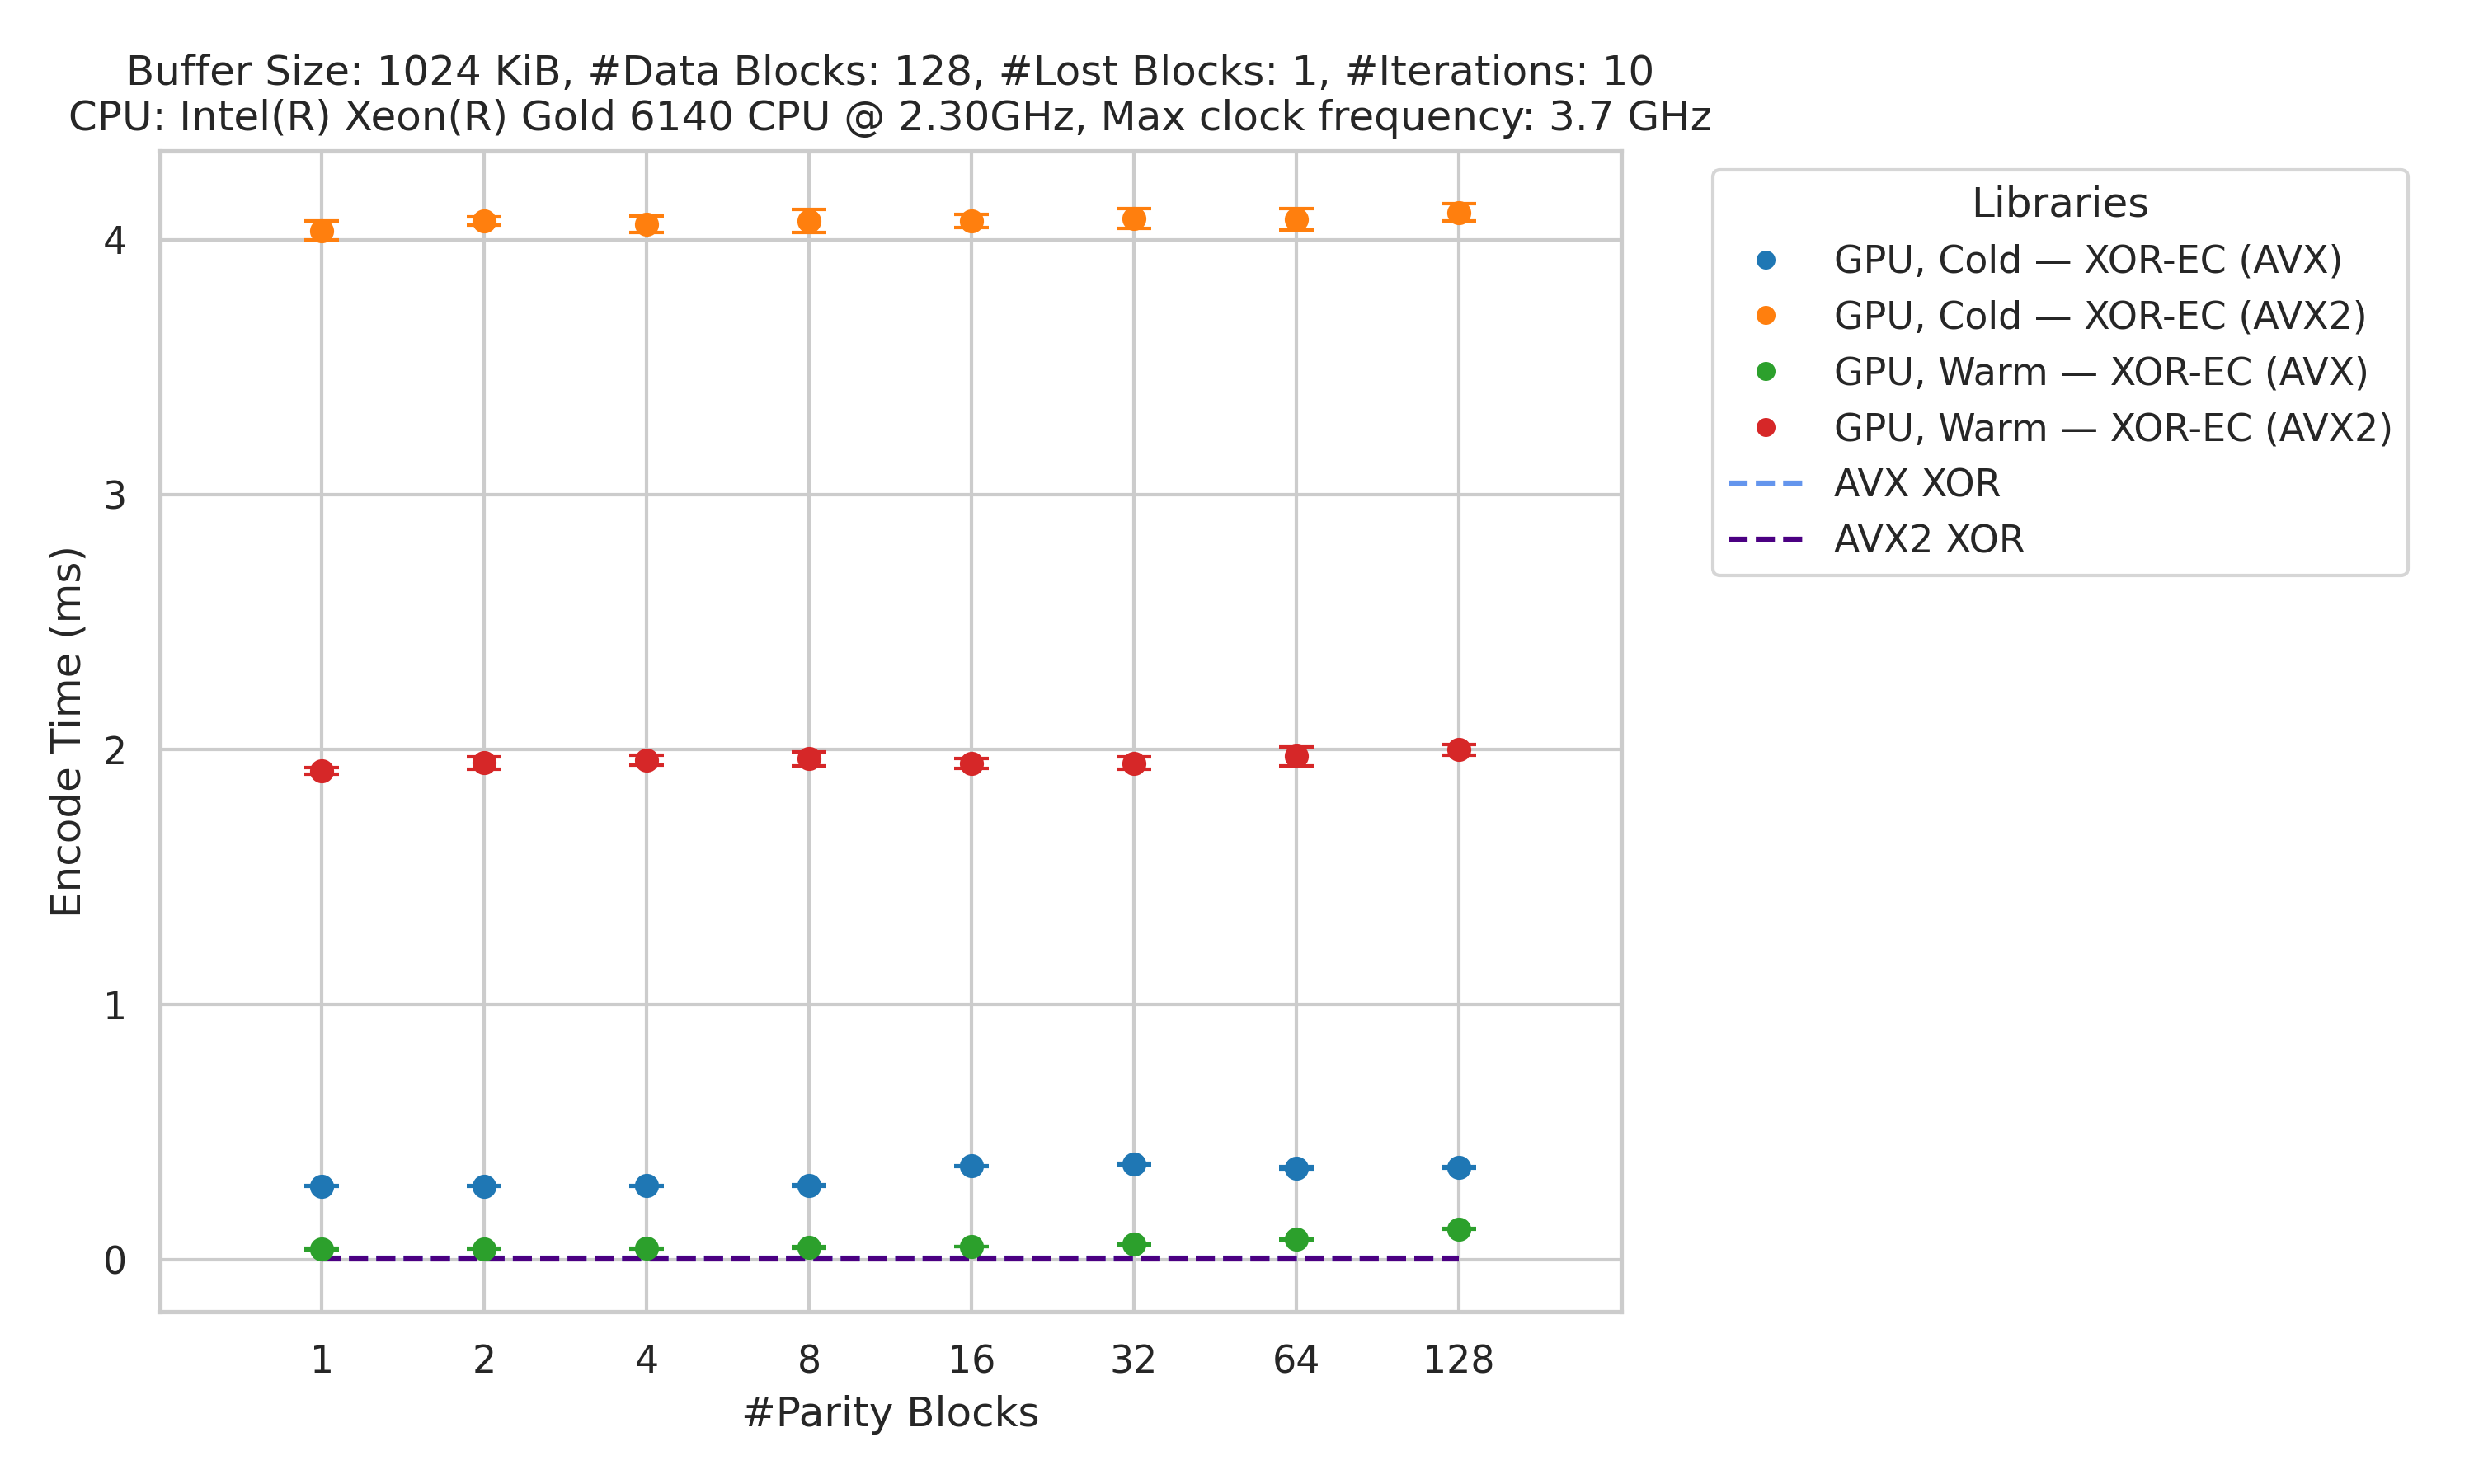 Buffer Size: 1024 KiB, #Data Blocks: 128, #Lost Blocks: 1, #Iterations: 10
CPU: Intel(R) Xeon(R) Gold 6140 CPU @ 2.30GHz, Max clock frequency: 3.7 GHz
Encode Time (ms)
4
3
2
1
0
1 2 4 8 16 32 64 128
#Parity Blocks
Libraries
GPU, Cold — XOR-EC (AVX)
GPU, Cold — XOR-EC (AVX2)
GPU, Warm — XOR-EC (AVX)
GPU, Warm — XOR-EC (AVX2)
AVX XOR
AVX2 XOR